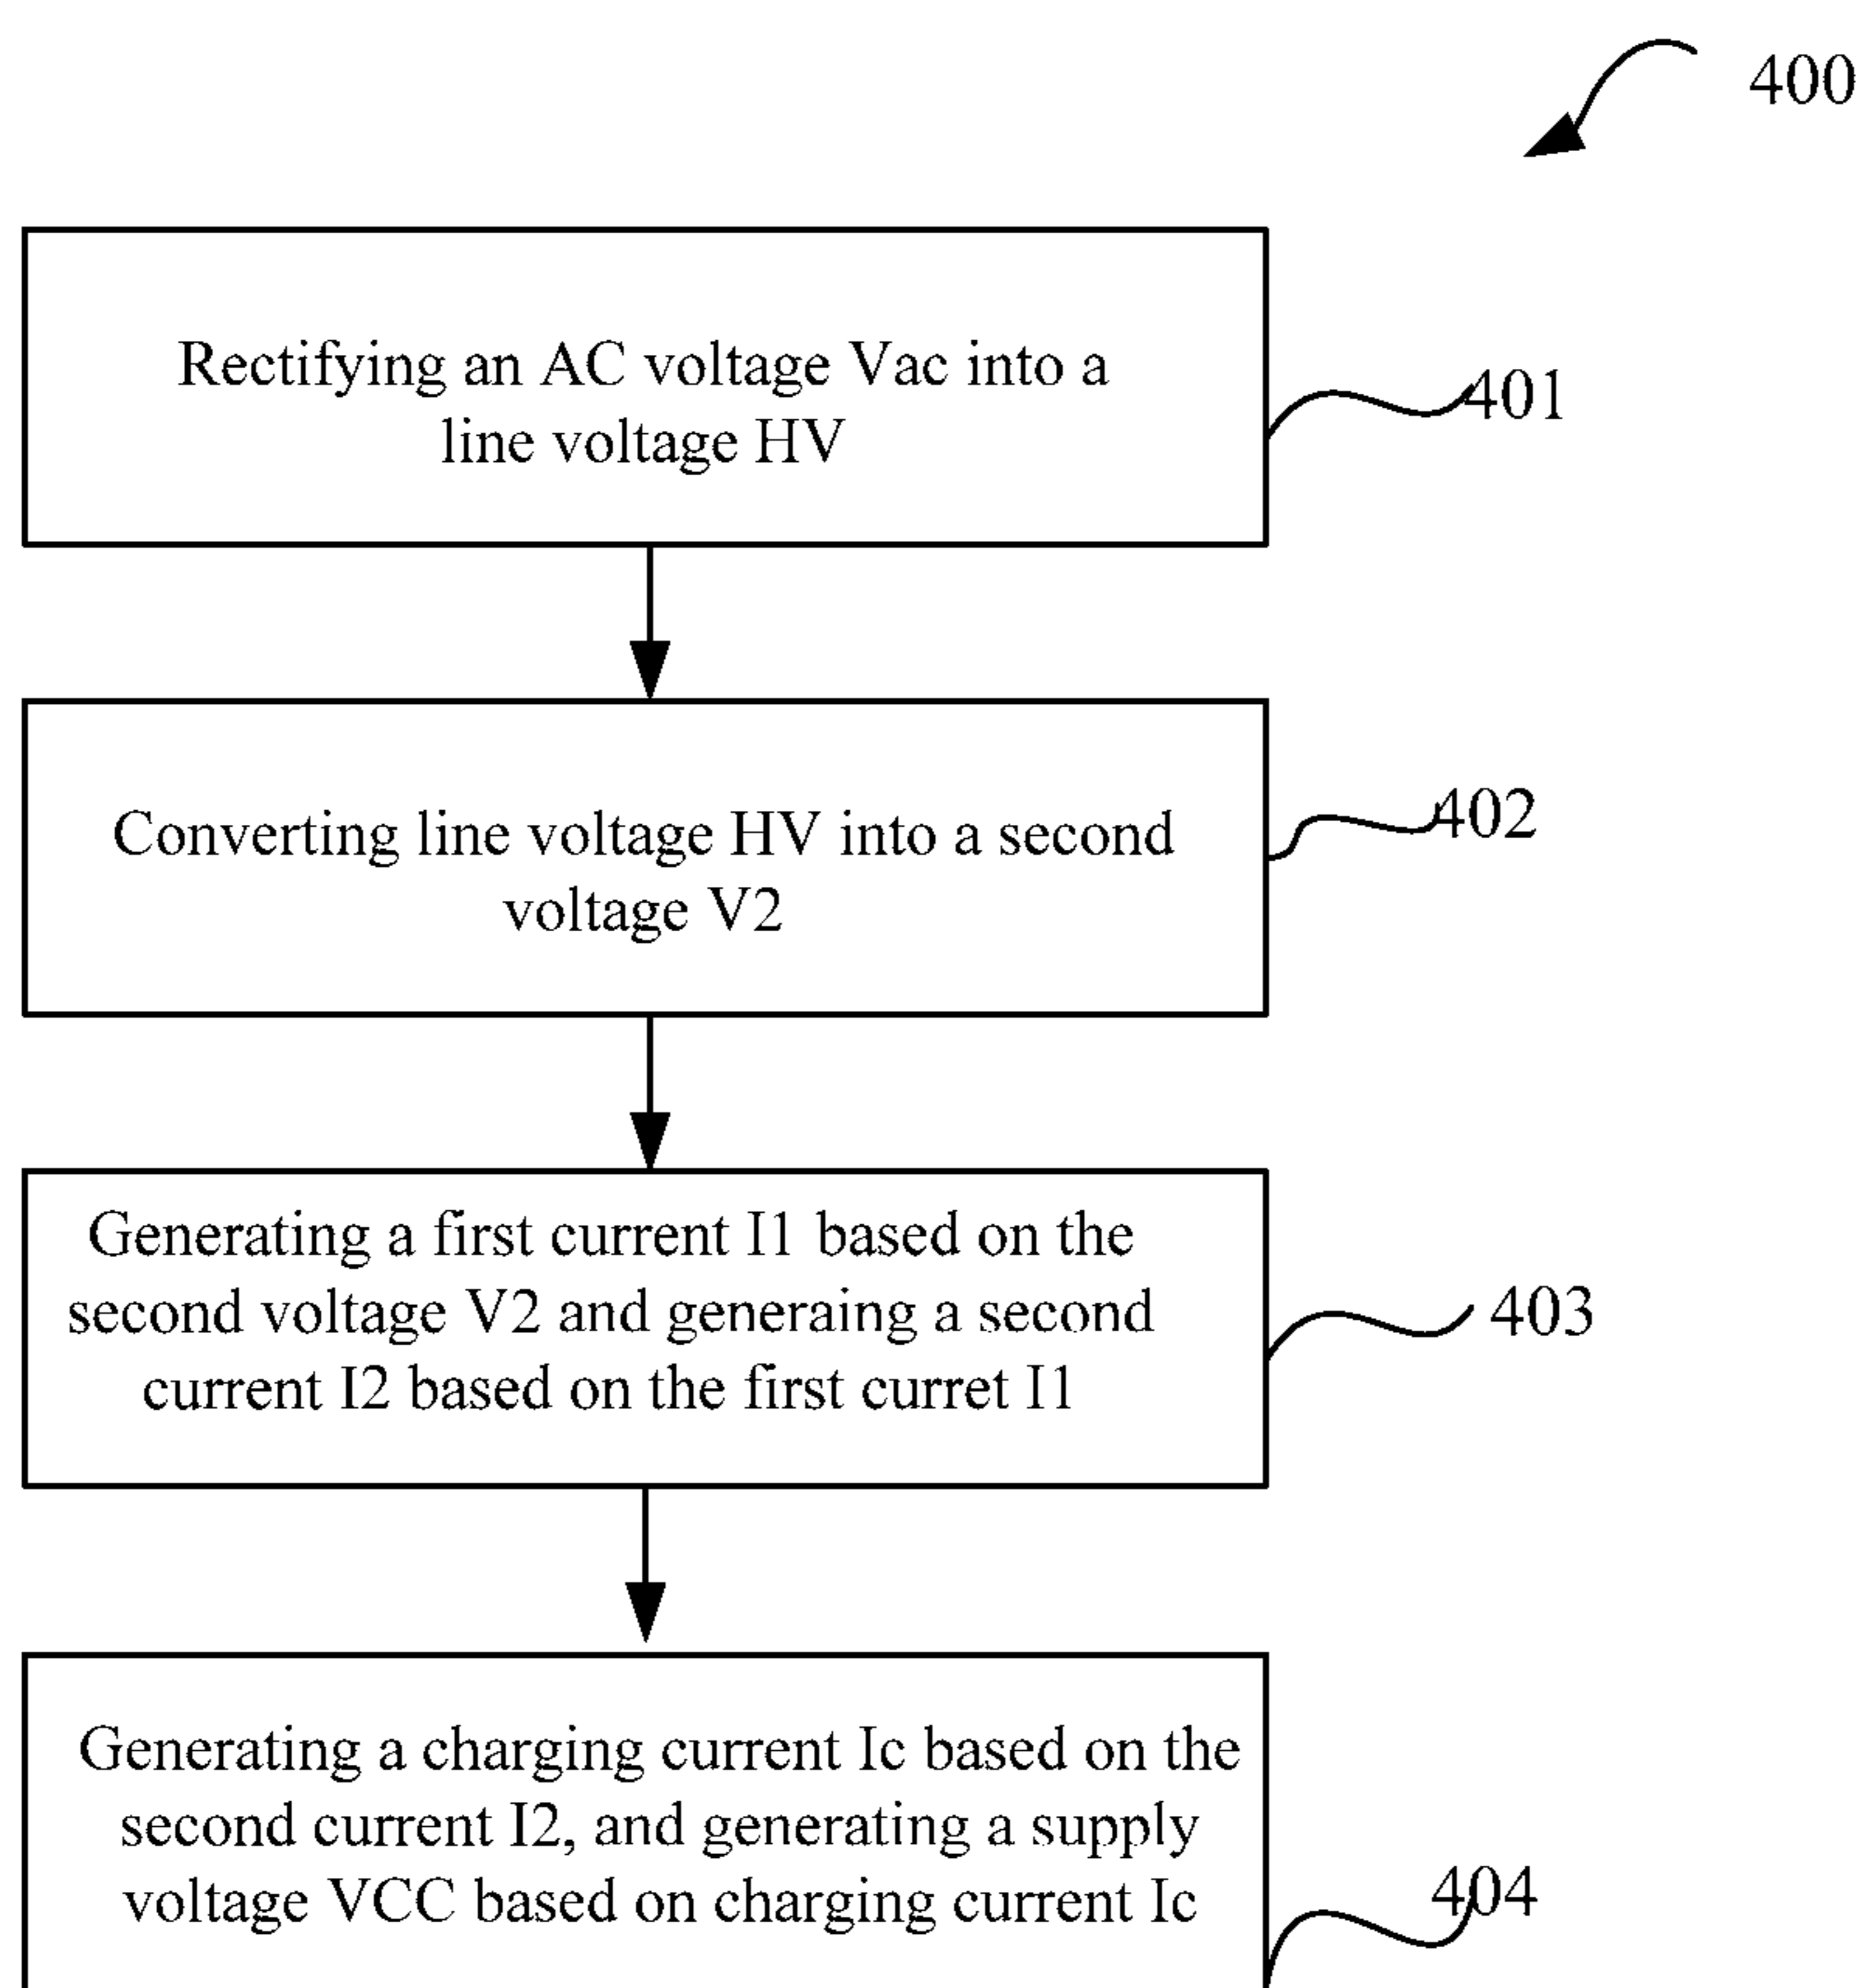 400
Rectifying an AC voltage Vac into a
line voltage HV
401
Converting line voltage HV into a second
voltage V2
402
Generating a first current I1 based on the
second voltage V2 and generaing a second
current I2 based on the first curret I1
403
Generating a charging current Ic based on the
second current I2, and generating a supply
voltage VCC based on charging current Ic
404